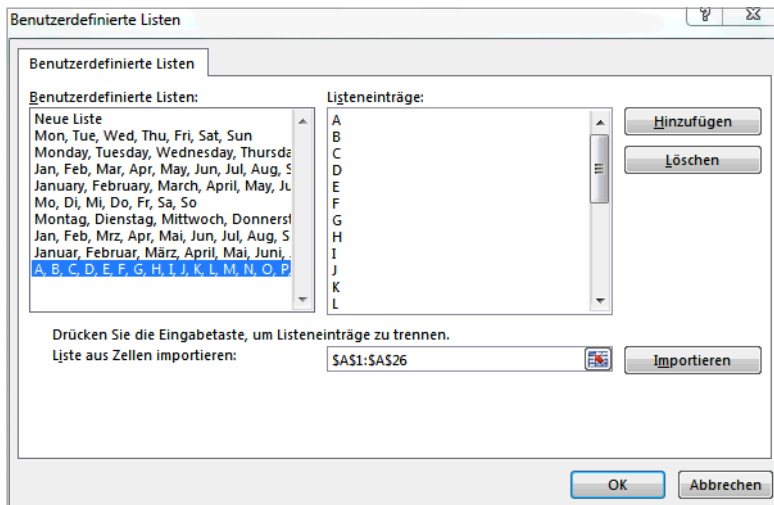 Benutzerdefinierte Listen
Benutzerdefinierte Listen
Benutzerdefinierte Listen:
Neue Liste
Mon, Tue, Wed, Thu, Fri, Sat, Sun
Monday, Tuesday, Wednesday, Thursda
Jan, Feb, Mar, Apr, May, Jun, Jul, Aug, S
January, February, March, April, May, Ju
Mo, Di, Mi, Do, Fr, Sa, So
Montag, Dienstag, Mittwoch, Donnerst
Jan, Feb, Mrz, Apr, Mai, Jun, Jul, Aug, S
Januar, Februar, März, April, Mai, Juni, .
A, B, C, D, E, F, G, H, I, J, K, L, M, N, O, P,
Listeneinträge:
A
B
C
D
E
F
G
H
I
J
K
L
Hinzufügen
Löschen
Drücken Sie die Eingabetaste, um Listeneinträge zu trennen.
Liste aus Zellen importieren:
$A$1:$A$26
Importieren
OK
Abbrechen